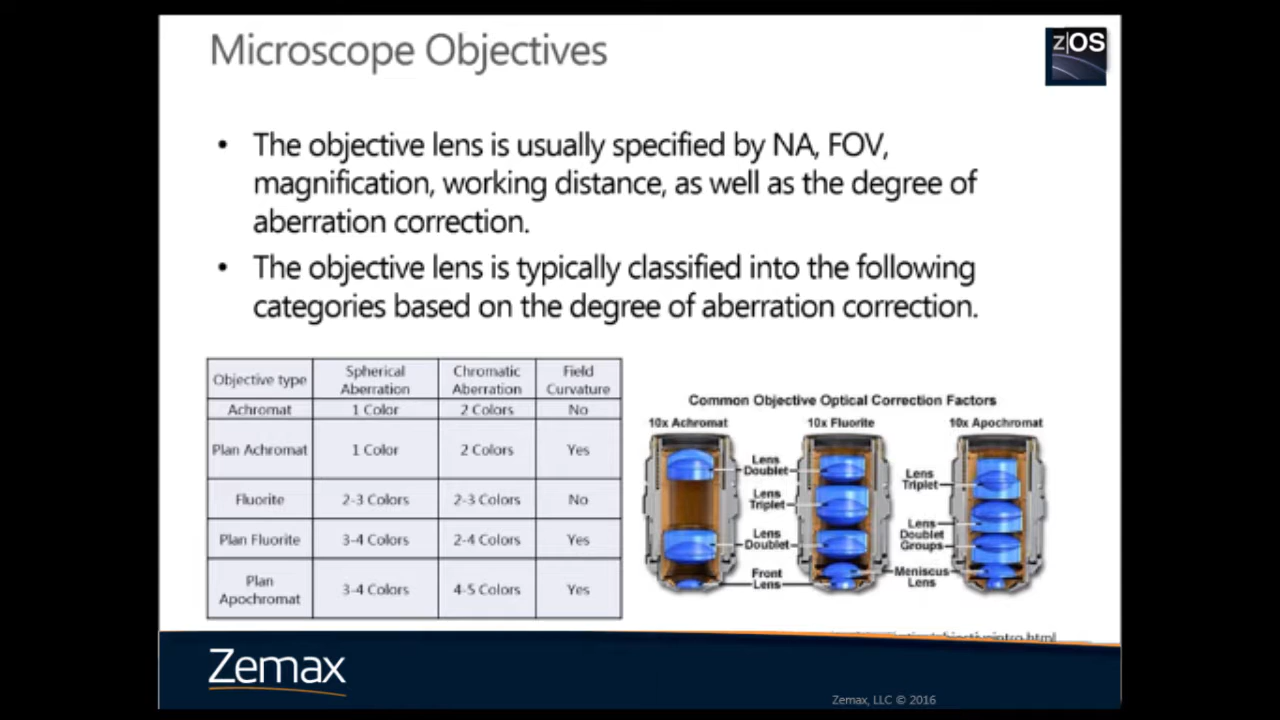 Microscope Objectives
z|OS
• The objective lens is usually specified by NA, FOV,
magnification, working distance, as well as the degree of
aberration correction.
• The objective lens is typically classified into the following
categories based on the degree of aberration correction.
Objective type Spherical Aberration Chromatic Aberration Field Curvature
Achromat 1 Color 2 Colors No
Plan Achromat 1 Color 2 Colors Yes
Fluorite 2-3 Colors 2-3 Colors No
Plan Fluorite 3-4 Colors 2-4 Colors Yes
Plan Apochromat 3-4 Colors 4-5 Colors Yes
Common Objective Optical Correction Factors
10x Achromat 10x Fluorite 10x Apochromat
Lens Doublet
Lens Triplet
Lens Doublet
Front Lens
Lens Triplet
Lens Doublet Groups
Meniscus Lens
Zemax
Zemax, LLC © 2016